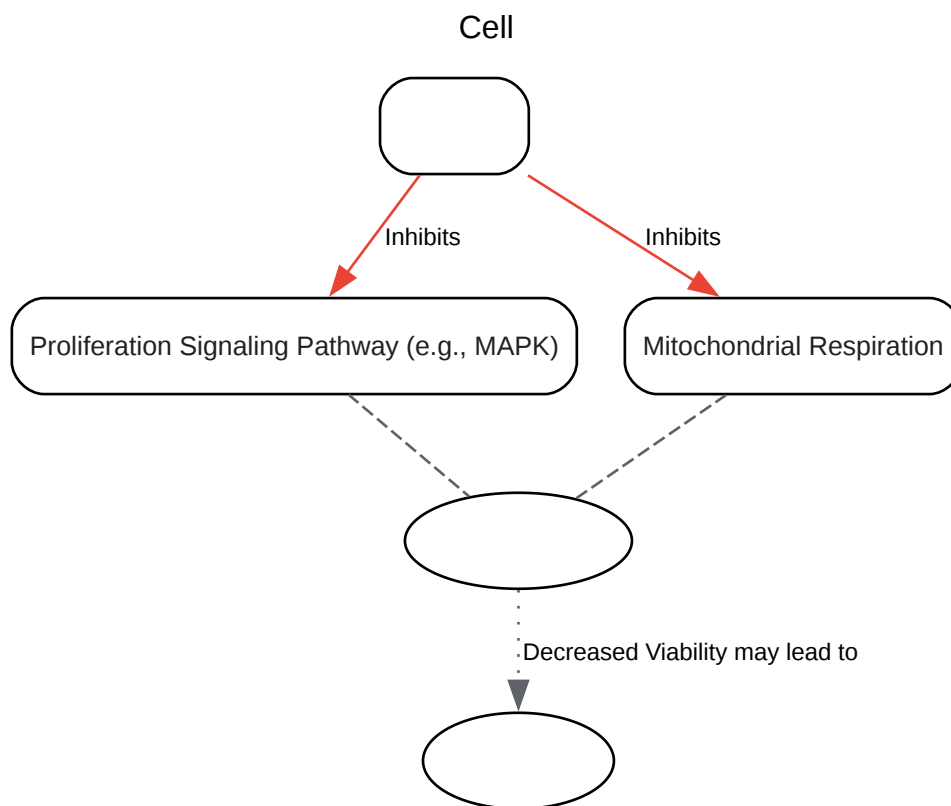 Cell
Inhibits
Inhibits
Proliferation Signaling Pathway (e.g., MAPK)
Mitochondrial Respiration
Decreased Viability may lead to